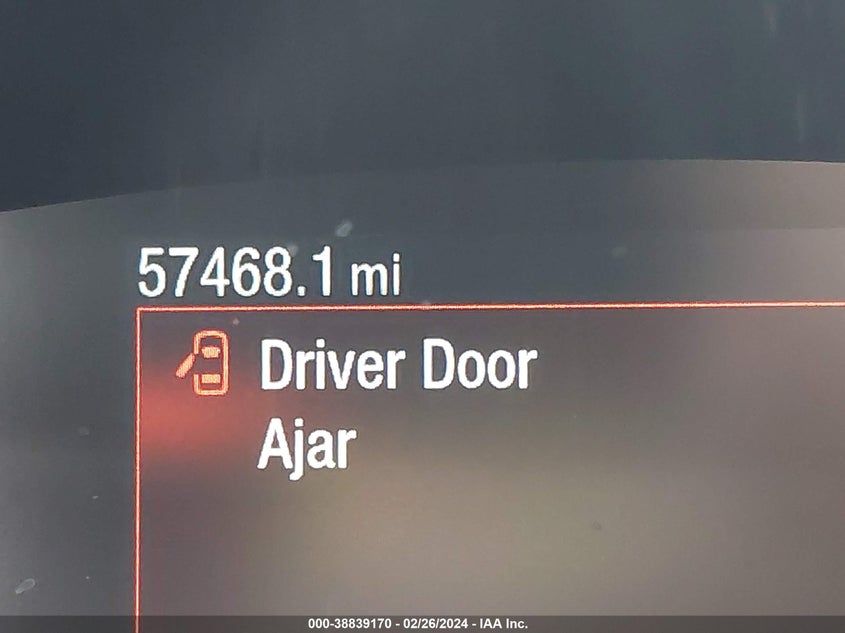 57468.1 mi
Driver Door
Ajar
000-38839170 - 02/26/2024 - IAA Inc.